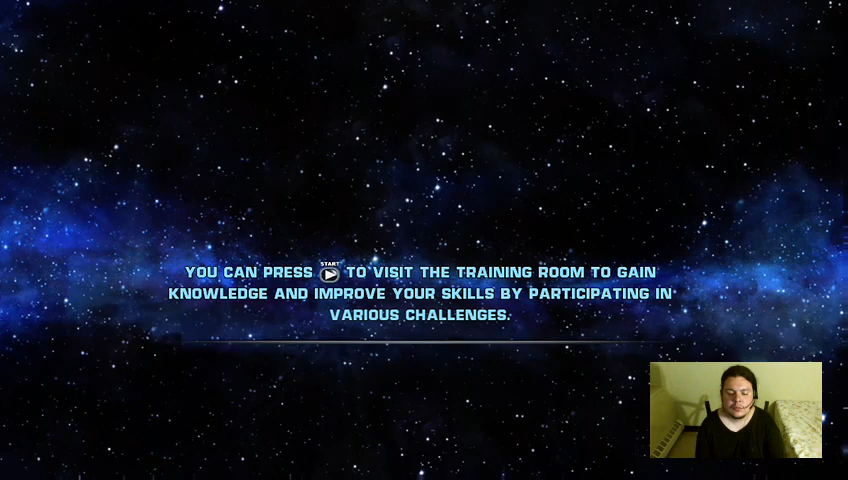 YOU CAN PRESS START TO VISIT THE TRAINING ROOM TO GAIN
KNOWLEDGE AND IMPROVE YOUR SKILLS BY PARTICIPATING IN
VARIOUS CHALLENGES.